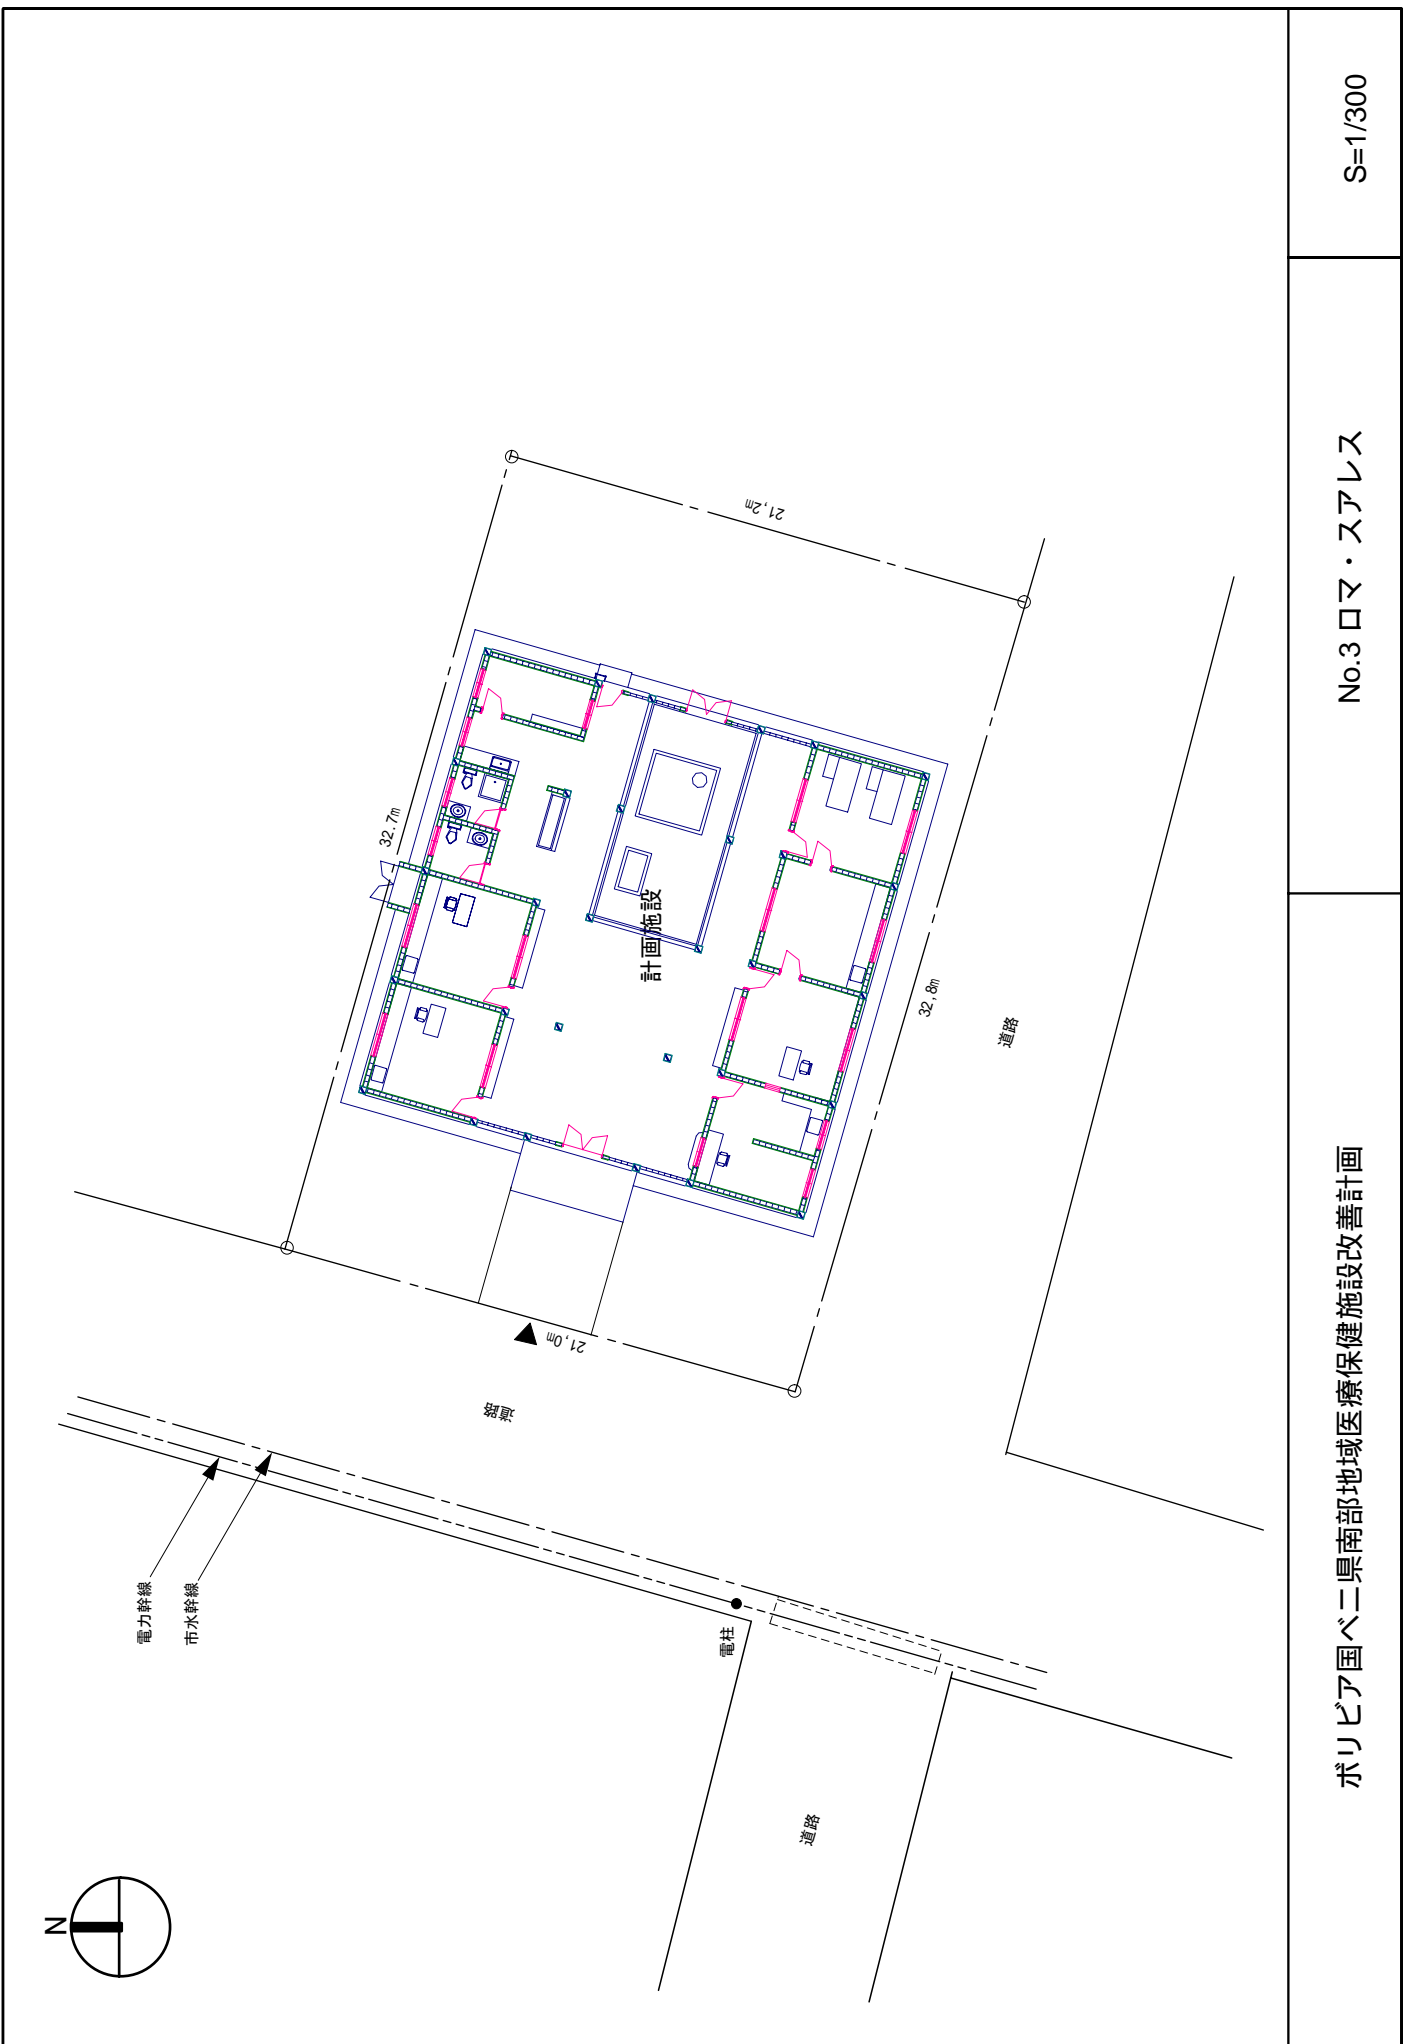 N
電力幹線
市水幹線
電柱
道路
道路
道路
21,0m
32.7m
21,2m
32,8m
計画施設
ボリビア国ベニ県南部地域医療保健施設改善計画
No.3 ロマ・スアレス
S=1/300